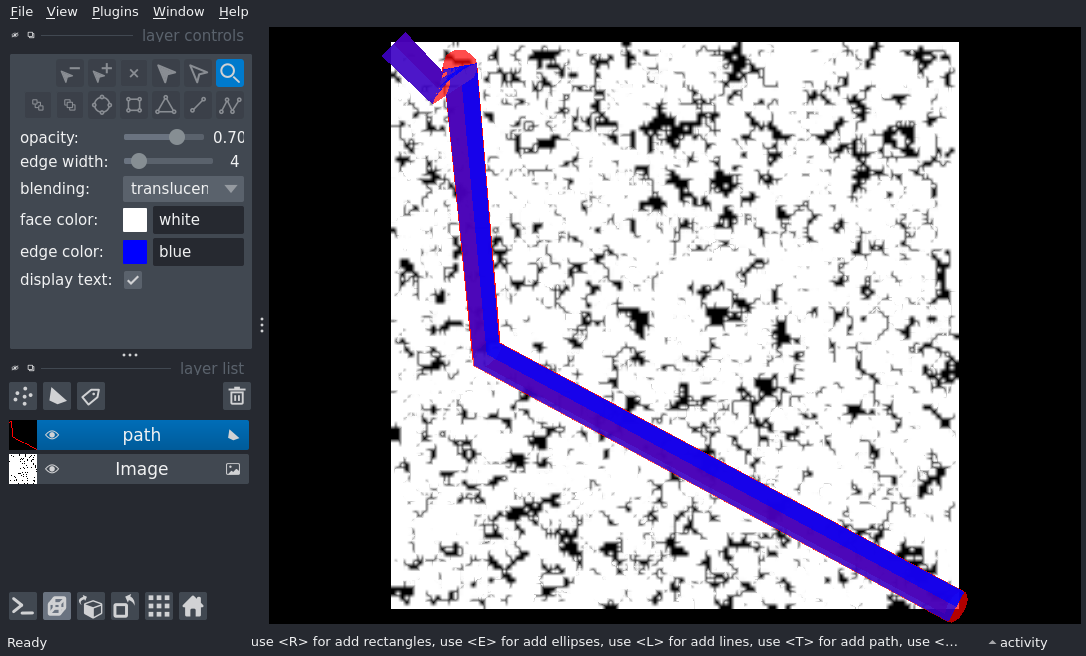 File View Plugins Window Help
layer controls
opacity: 0.70
edge width: 4
blending: translucen
face color: white
edge color: blue
display text:
layer list
path
Image
Ready
use <R> for add rectangles, use <E> for add ellipses, use <L> for add lines, use <T> for add path, use <...
activity